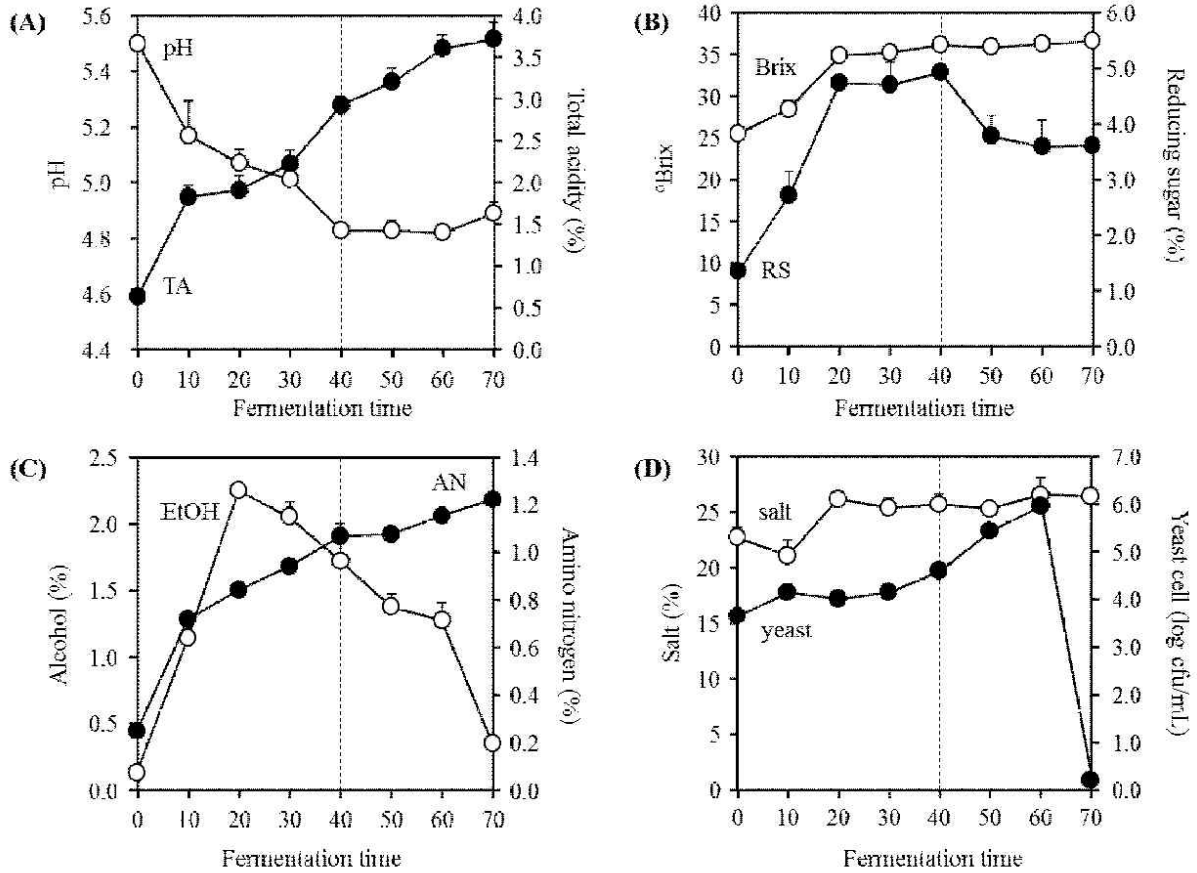 (A)
5.6
5.4
5.2
5.0
4.8
4.6
4.4
pH
pH
TA
4.0
3.5
3.0
2.5
2.0
1.5
1.0
0.5
0.0
Total acidity (%)
0 10 20 30 40 50 60 70
Fermentation time
(B)
40
35
30
25
20
15
10
5
0
°Brix
Brix
RS
6.0
5.0
4.0
3.0
2.0
1.0
0.0
Reducing sugar (%)
0 10 20 30 40 50 60 70
Fermentation time
(C)
2.5
2.0
1.5
1.0
0.5
0.0
Alcohol (%)
EtOH
AN
1.4
1.2
1.0
0.8
0.6
0.4
0.2
0.0
Amino nitrogen (%)
0 10 20 30 40 50 60 70
Fermentation time
(D)
30
25
20
15
10
5
0
Salt (%)
salt
yeast
7.0
6.0
5.0
4.0
3.0
2.0
1.0
0.0
Yeast cell (log cfu/mL)
0 10 20 30 40 50 60 70
Fermentation time